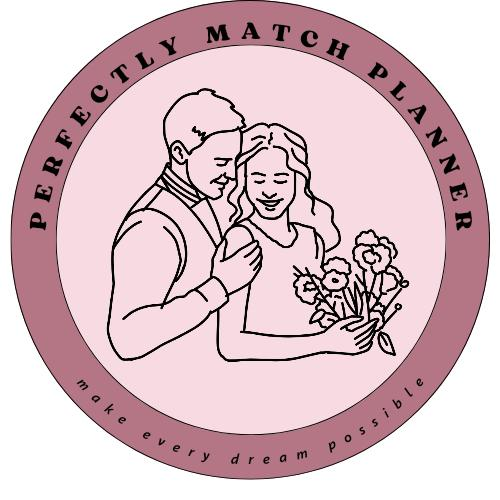 PERFECTLY MATCH PLANNER
make every dream possible